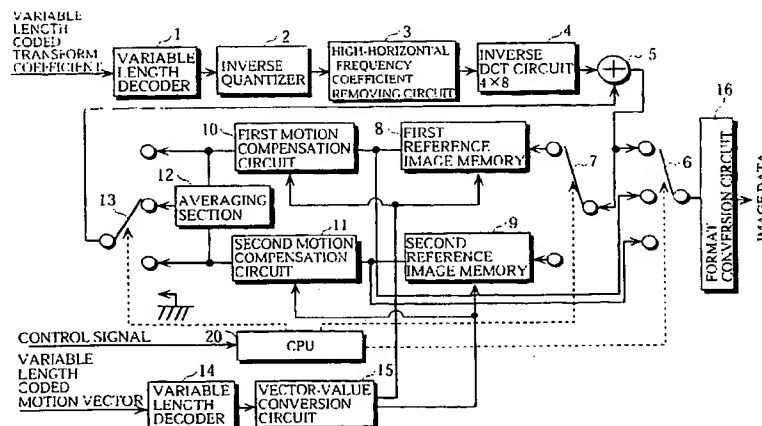 VARIABLE
LENGTH
CODED
TRANSFORM
COEFFICIENT
1
VARIABLE
LENGTH
DECODER
2
INVERSE
QUANTIZER
3
HIGH-HORIZONTAL
FREQUENCY
COEFFICIENT
REMOVING CIRCUIT
4
INVERSE
DCT CIRCUIT
4×8
5
16
FORMAT
CONVERSION CIRCUIT
IMAGE DATA
10
FIRST MOTION
COMPENSATION
CIRCUIT
8
FIRST
REFERENCE
IMAGE MEMORY
7
6
12
AVERAGING
SECTION
13
11
SECOND MOTION
COMPENSATION
CIRCUIT
9
SECOND
REFERENCE
IMAGE MEMORY
CONTROL SIGNAL
20
CPU
VARIABLE
LENGTH
CODED
MOTION VECTOR
14
VARIABLE
LENGTH
DECODER
15
VECTOR-VALUE
CONVERSION
CIRCUIT